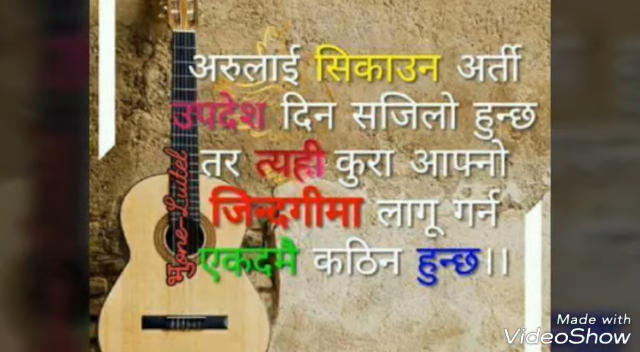 अरुलाई सिकाउन अर्ती
उपदेश दिन सजिलो हुन्छ
तर त्यही कुरा आफ्नो
जिन्दगीमा लागू गर्न
एकदमै कठिन हुन्छ।।
Made with
VideoShow